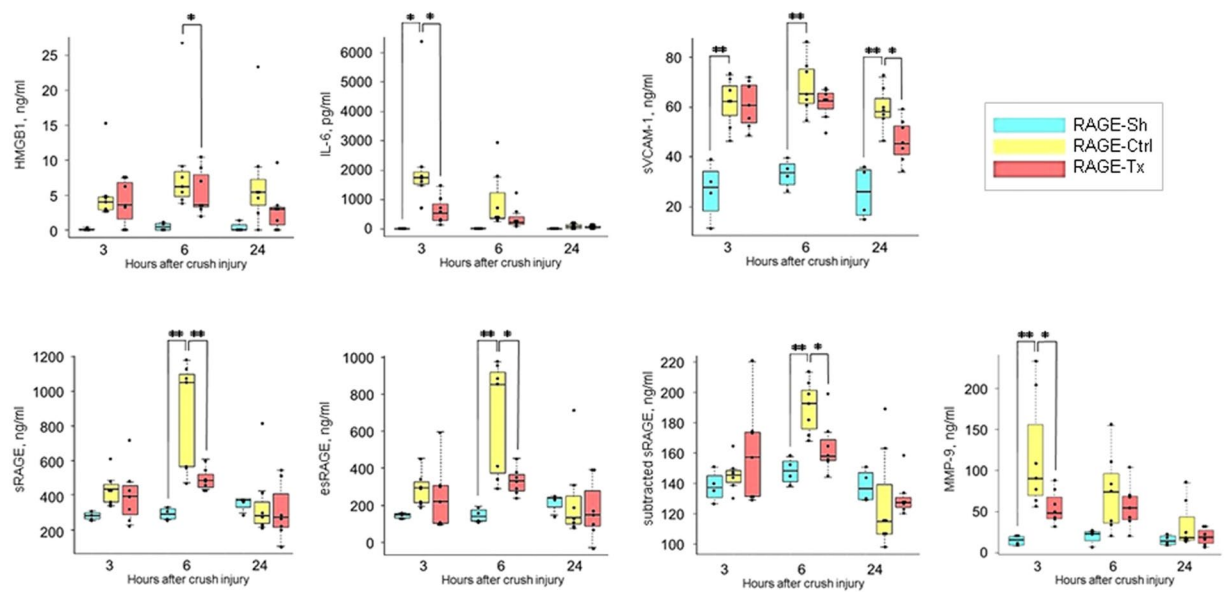 *
HMGB1, ng/ml
25
20
15
10
5
0
3 6 24
Hours after crush injury
* *
IL-6, pg/ml
6000
5000
4000
3000
2000
1000
0
3 6 24
Hours after crush injury
** ** ** *
sVCAM-1, ng/ml
80
60
40
20
3 6 24
Hours after crush injury
RAGE-Sh
RAGE-Ctrl
RAGE-Tx
** **
sRAGE, ng/ml
1200
1000
800
600
400
200
0
3 6 24
Hours after crush injury
** *
esRAGE, ng/ml
1000
800
600
400
200
0
3 6 24
Hours after crush injury
** *
subtracted sRAGE, ng/ml
220
200
180
160
140
120
100
3 6 24
Hours after crush injury
** *
MMP-9, ng/ml
200
150
100
50
0
3 6 24
Hours after crush injury